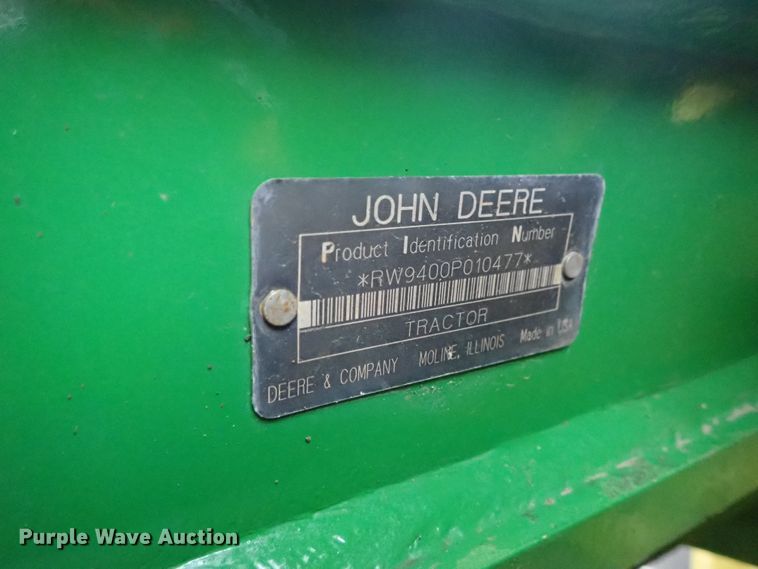 JOHN DEERE
Product Identification Number
*RW9400P010477*
TRACTOR
DEERE & COMPANY MOLINE, ILLINOIS Made in USA
Purple Wave Auction®